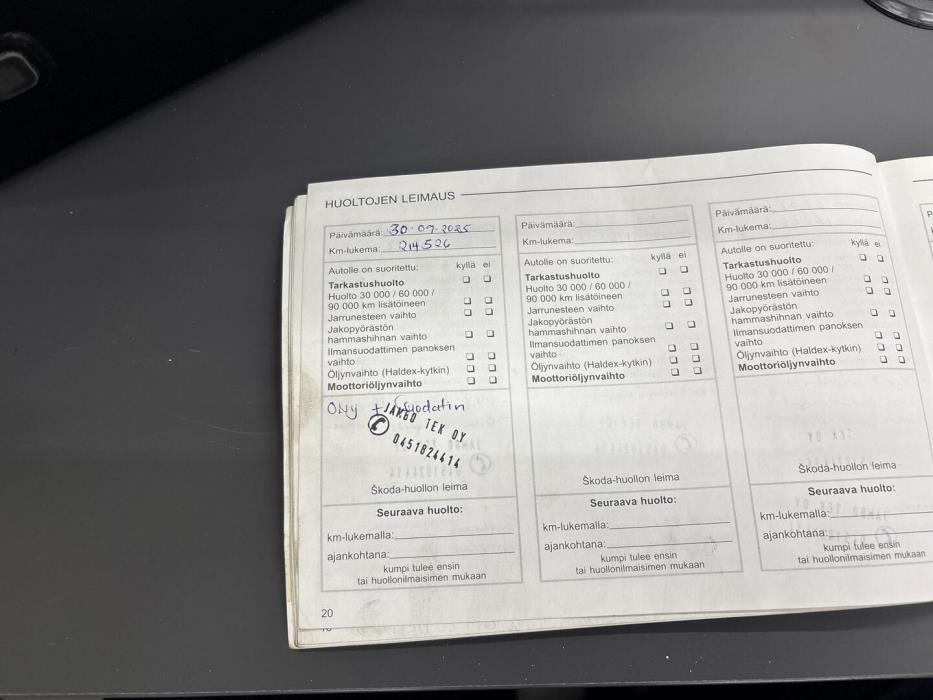 HUOLTOJEN LEIMAUS
Päivämäärä: 30.09.2025
Km-lukema: 214526
Autolle on suoritettu: kyllä ei
Tarkastushuolto
Huolto 30 000 / 60 000 /
90 000 km lisätöineen
Jarrunesteen vaihto
Jakopyörästön
hammashihnan vaihto
Ilmansuodattimen panoksen
vaihto
Öljynvaihto (Haldex-kytkin)
Moottoriöljynvaihto
Öljy + suodatin
JAMBO TEK OY
0451824414
Škoda-huollon leima
Seuraava huolto:
km-lukemalla:
ajankohtana:
kumpi tulee ensin
tai huollonilmaisimen mukaan
20
Päivämäärä:
Km-lukema:
Autolle on suoritettu: kyllä ei
Tarkastushuolto
Huolto 30 000 / 60 000 /
90 000 km lisätöineen
Jarrunesteen vaihto
Jakopyörästön
hammashihnan vaihto
Ilmansuodattimen panoksen
vaihto
Öljynvaihto (Haldex-kytkin)
Moottoriöljynvaihto
Škoda-huollon leima
Seuraava huolto:
km-lukemalla:
ajankohtana:
kumpi tulee ensin
tai huollonilmaisimen mukaan
Päivämäärä:
Km-lukema:
Autolle on suoritettu: kyllä ei
Tarkastushuolto
Huolto 30 000 / 60 000 /
90 000 km lisätöineen
Jarrunesteen vaihto
Jakopyörästön
hammashihnan vaihto
Ilmansuodattimen panoksen
vaihto
Öljynvaihto (Haldex-kytkin)
Moottoriöljynvaihto
Škoda-huollon leima
Seuraava huolto:
km-lukemalla:
ajankohtana:
kumpi tulee ensin
tai huollonilmaisimen mukaan